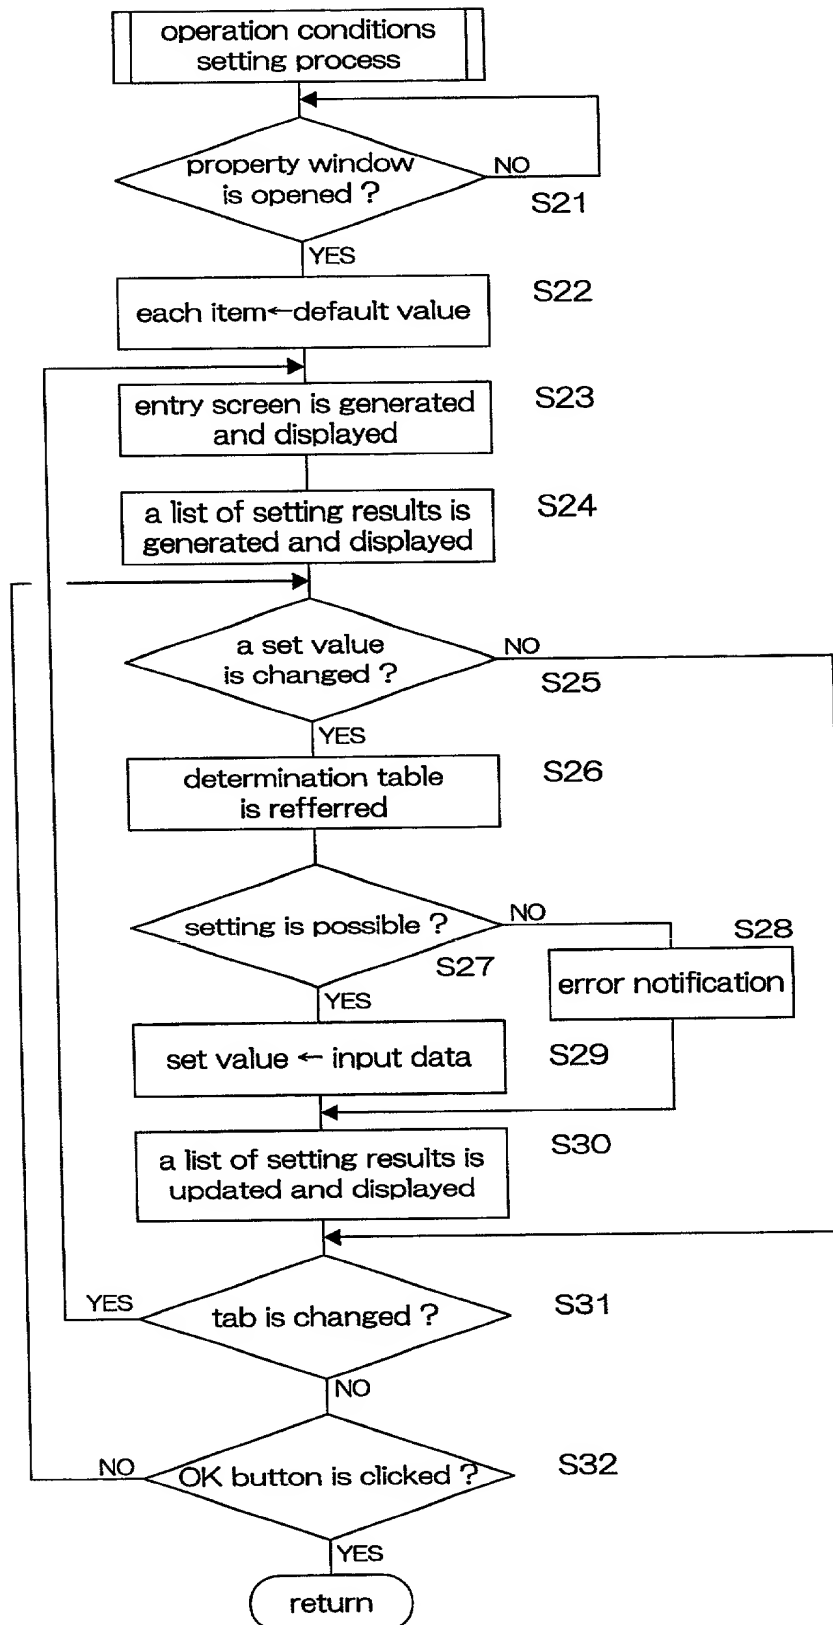 operation conditions
setting process
property window
is opened ?
NO
S21
YES
S22
each item←default value
S23
entry screen is generated
and displayed
S24
a list of setting results is
generated and displayed
a set value
is changed ?
NO
S25
YES
S26
determination table
is refferred
setting is possible ?
NO
S28
S27
error notification
YES
set value ← input data
S29
S30
a list of setting results is
updated and displayed
YES
tab is changed ?
S31
NO
NO
OK button is clicked ?
S32
YES
return